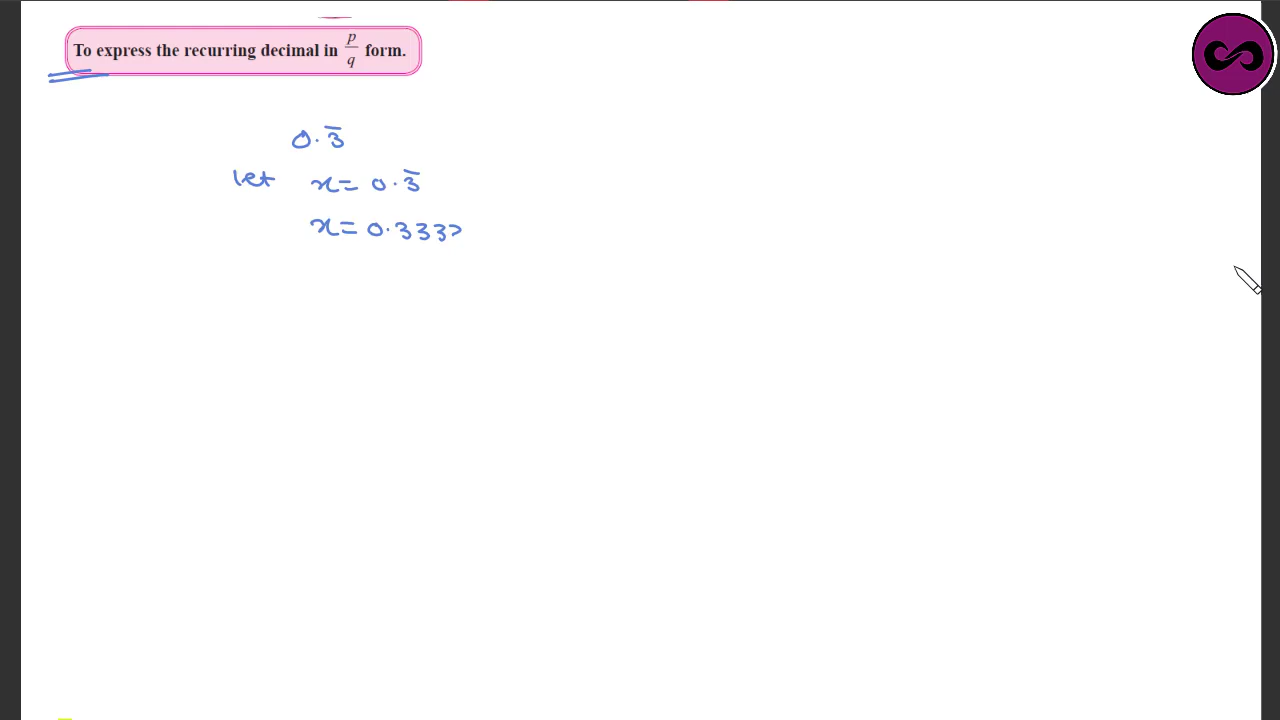 To express the recurring decimal in p/q form.
0.3̅
let x = 0.3̅
x = 0.333